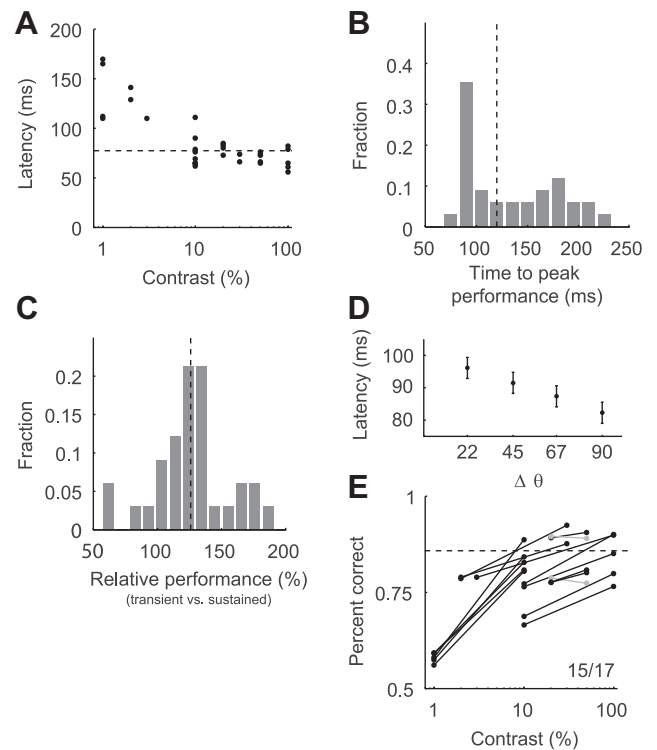 A
Latency (ms)
200
150
100
50
0
1
10
100
Contrast (%)
B
Fraction
0.4
0.3
0.2
0.1
0
50
100
150
200
250
Time to peak
performance (ms)
C
Fraction
0.2
0.15
0.1
0.05
0
50
100
150
200
Relative performance (%)
(transient vs. sustained)
D
Latency (ms)
100
90
80
22
45
67
90
Δ θ
E
Percent correct
1
0.75
0.5
15/17
1
10
100
Contrast (%)